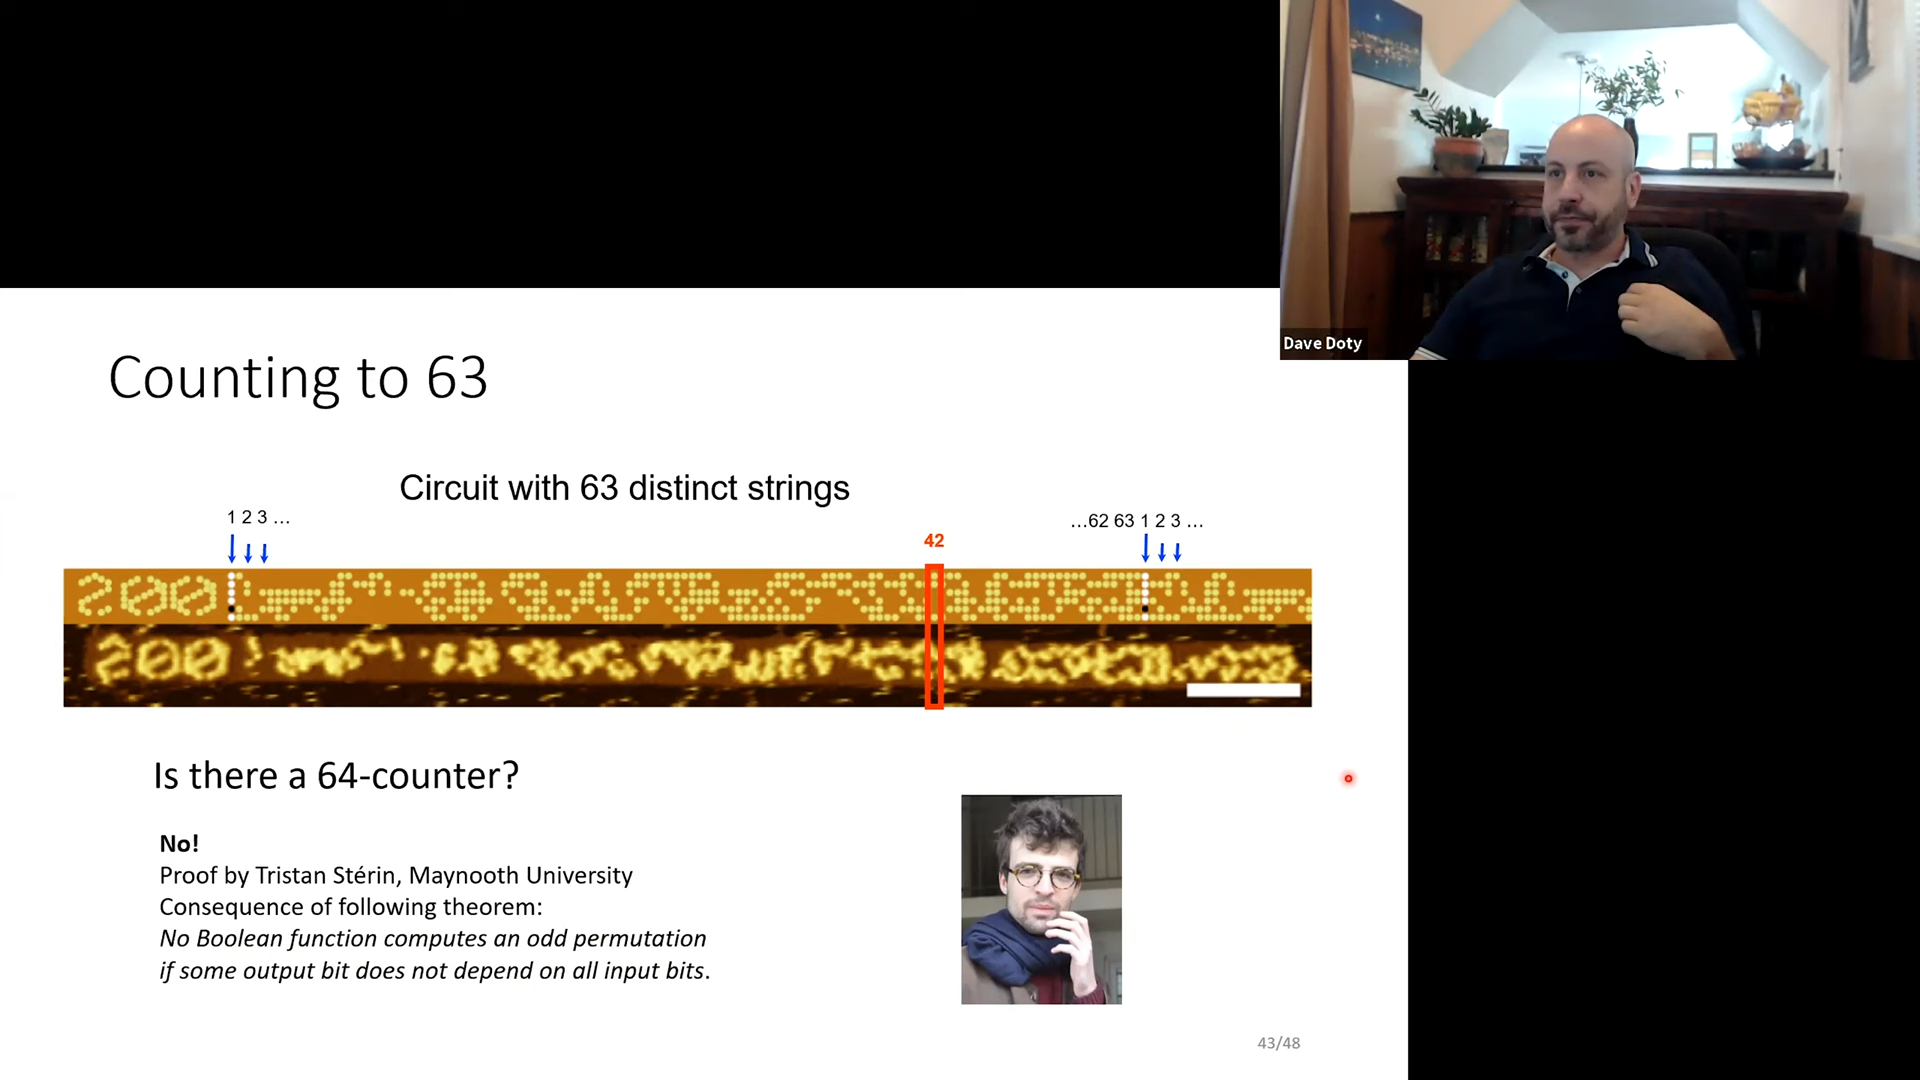 Dave Doty
Counting to 63
Circuit with 63 distinct strings
1 2 3 …
…62 63 1 2 3 …
42
200
200
Is there a 64-counter?
No!
Proof by Tristan Stérin, Maynooth University
Consequence of following theorem:
No Boolean function computes an odd permutation
if some output bit does not depend on all input bits.
43/48